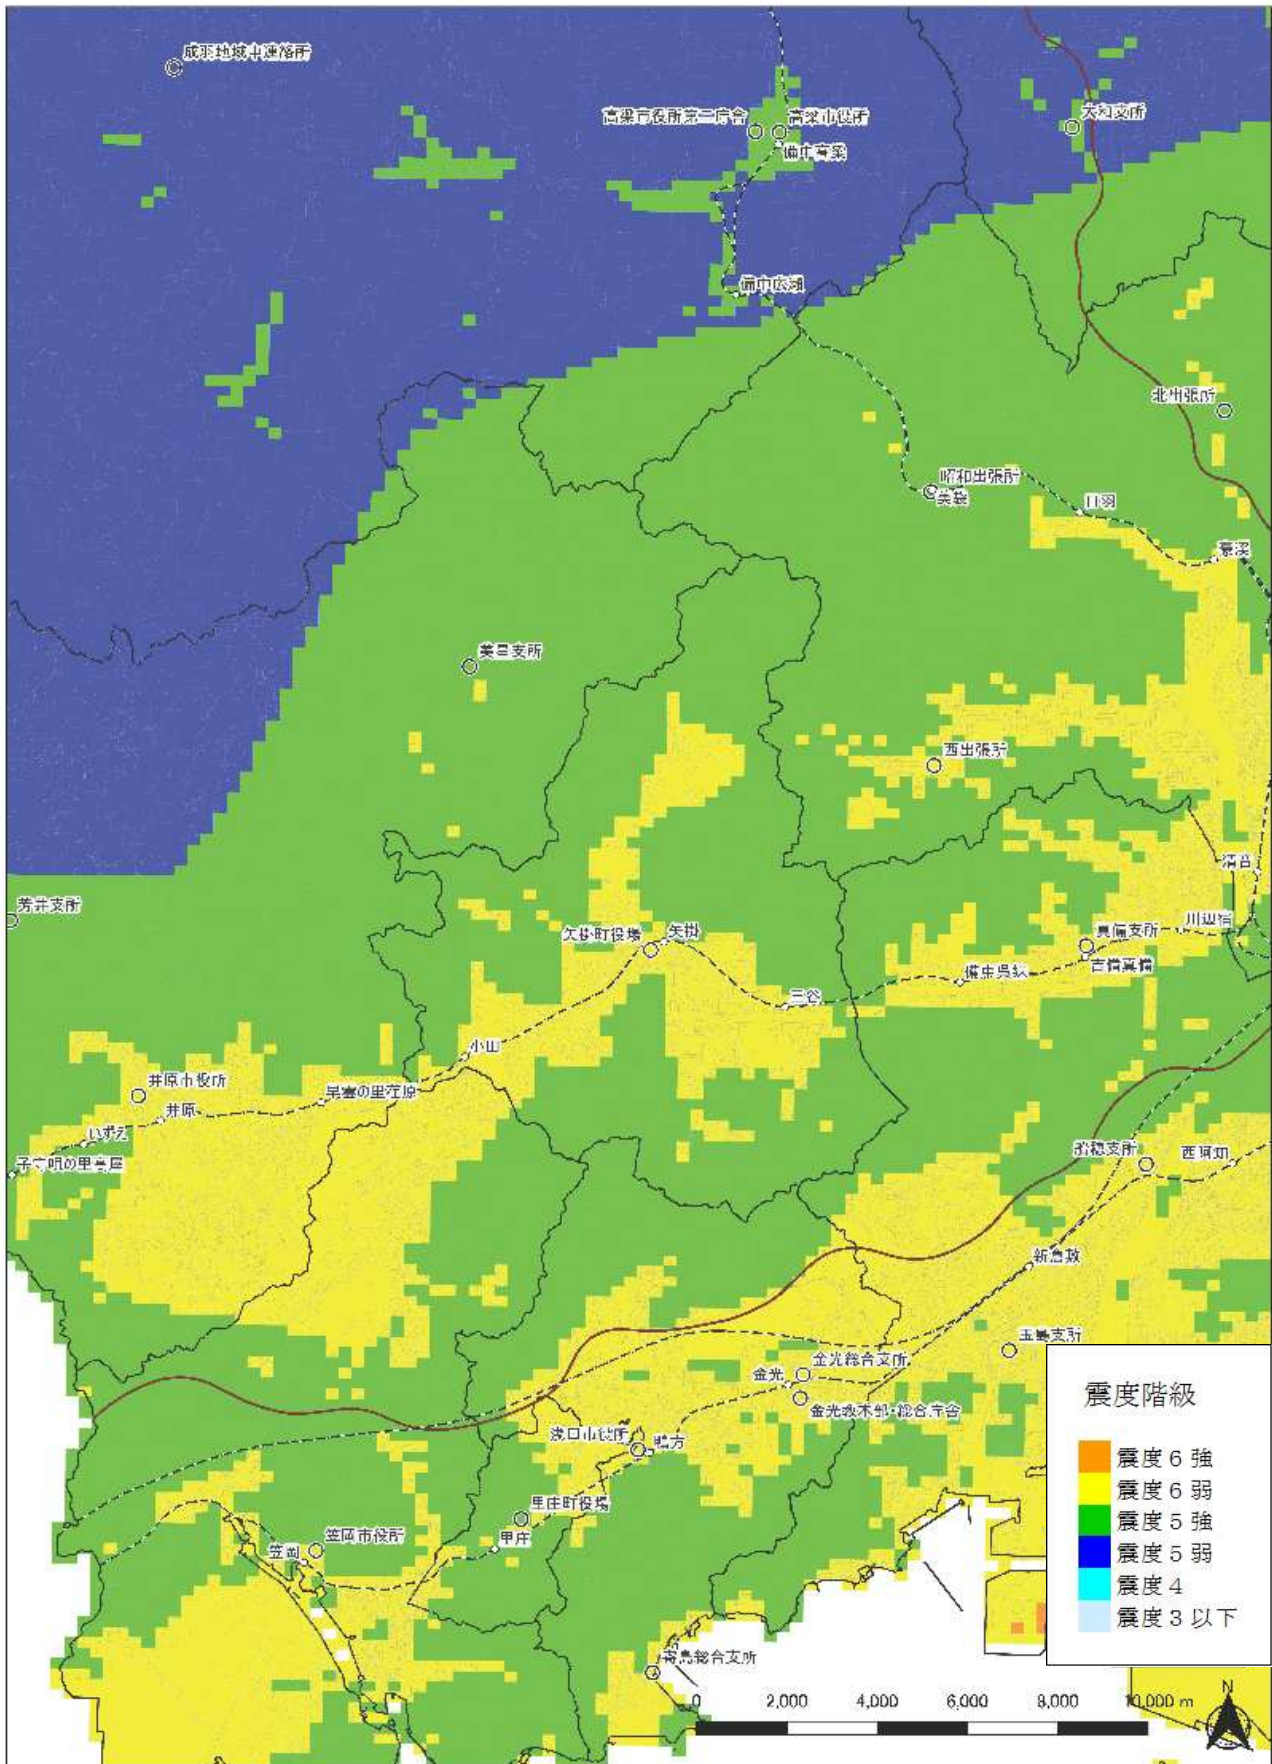 成羽地域中連絡所
高梁市役所第二庁舎
高梁市役所
備中高梁
大和支所
備中広瀬
北出張所
昭和出張所
美袋
日羽
豪渓
美星支所
西出張所
清音
芳井支所
真備支所
川辺宿
矢掛町役場
矢掛
備中呉妹
吉備真備
三谷
小田
井原市役所
早雲の里荏原
井原
いずえ
子守唄の里高屋
船穂支所
西阿知
新倉敷
玉島支所
金光総合支所
金光
金光教本部・総合庁舎
浅口市役所
鴨方
里庄町役場
里庄
笠岡市役所
笠岡
寄島総合支所
震度階級
震度6強
震度6弱
震度5強
震度5弱
震度4
震度3以下
0 2,000 4,000 6,000 8,000 10,000 m
N